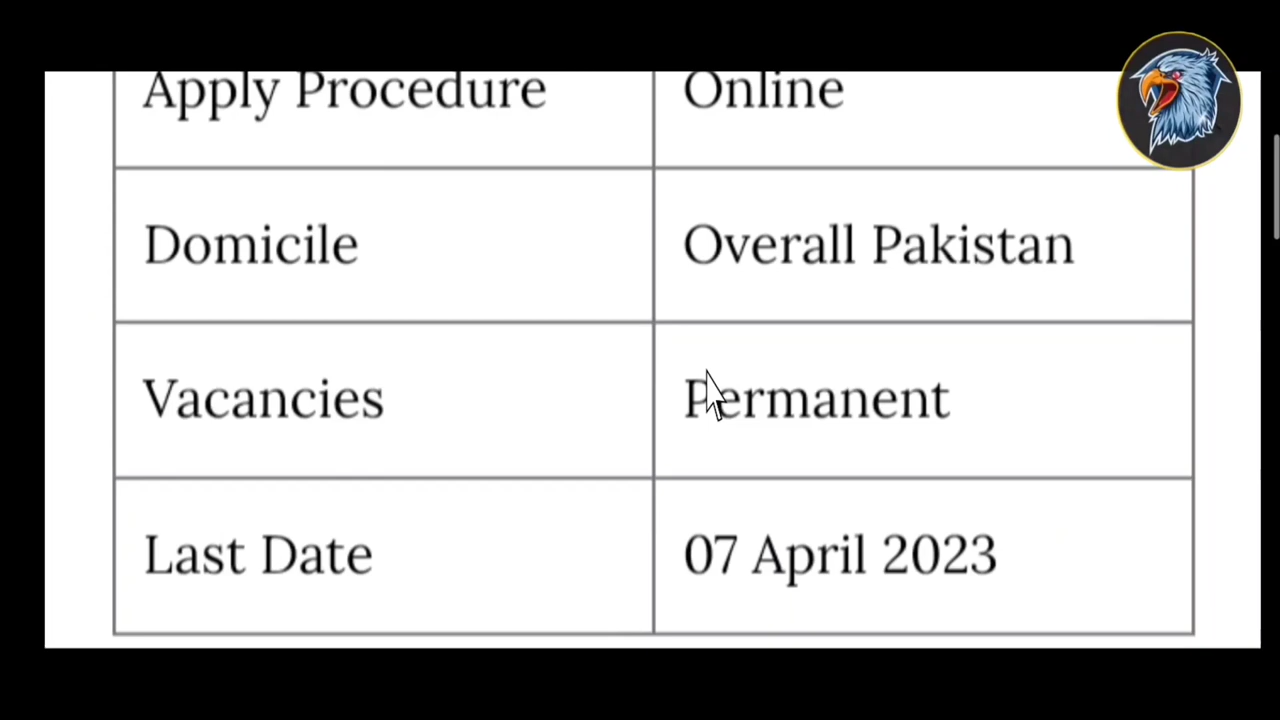 Apply Procedure Online
Domicile Overall Pakistan
Vacancies Permanent
Last Date 07 April 2023